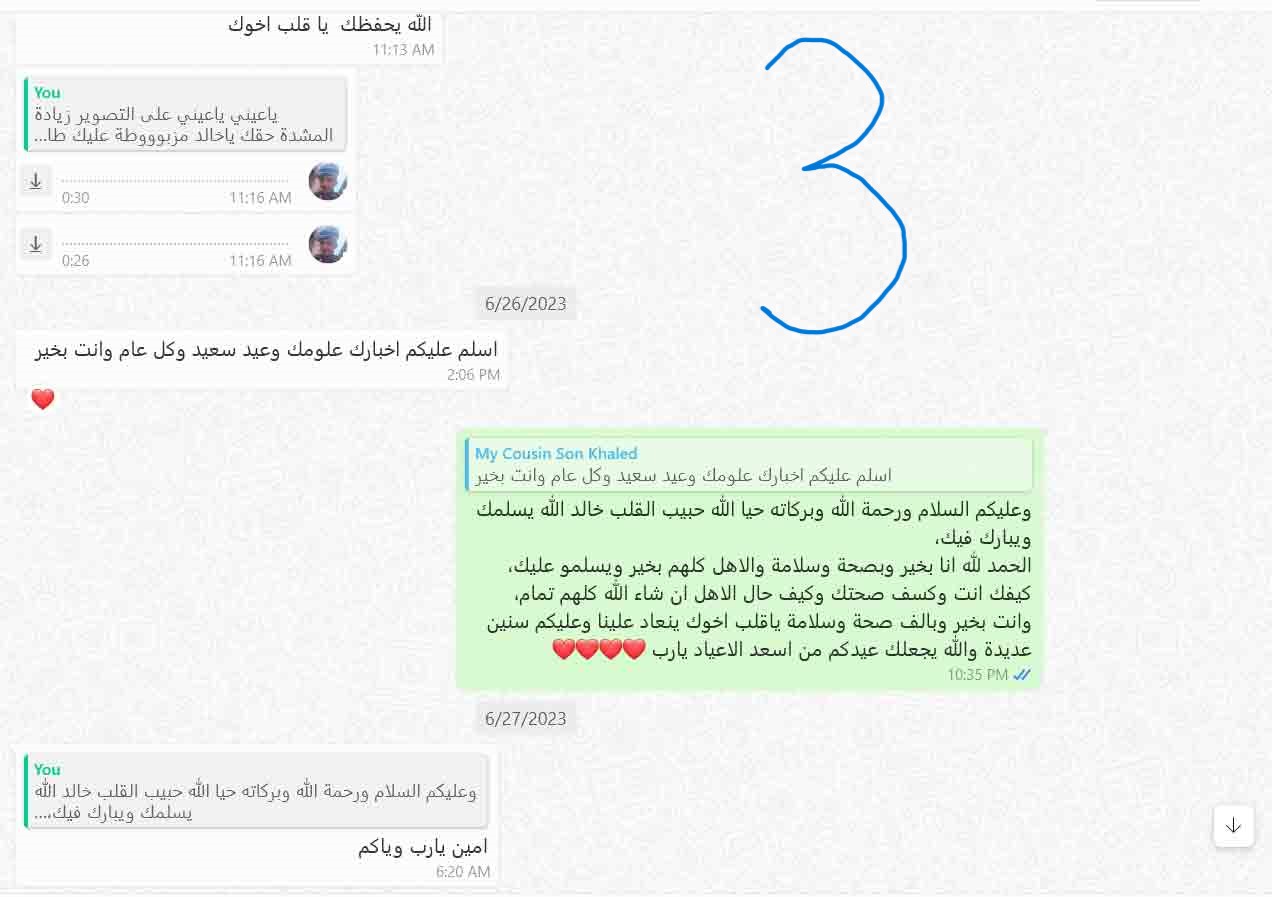 الله يحفظك يا قلب اخوك
11:13 AM
You
ياعيني ياعيني على التصوير زيادة
المشدة حقك ياخالد مزبوووطة عليك طا...
0:30 11:16 AM
0:26 11:16 AM
3
6/26/2023
اسلم عليكم اخبارك علومك وعيد سعيد وكل عام وانت بخير
2:06 PM
❤️
My Cousin Son Khaled
اسلم عليكم اخبارك علومك وعيد سعيد وكل عام وانت بخير
وعليكم السلام ورحمة الله وبركاته حيا الله حبيب القلب خالد الله يسلمك
ويبارك فيك،
الحمد لله انا بخير وبصحة وسلامة والاهل كلهم بخير ويسلمو عليك،
كيفك انت وكسف صحتك وكيف حال الاهل ان شاء الله كلهم تمام،
وانت بخير وبالف صحة وسلامة ياقلب اخوك ينعاد علينا وعليكم سنين
عديدة والله يجعلك عيدكم من اسعد الاعياد يارب ❤️❤️❤️❤️
10:35 PM
6/27/2023
You
وعليكم السلام ورحمة الله وبركاته حيا الله حبيب القلب خالد الله
يسلمك ويبارك فيك،...
امين يارب وياكم
6:20 AM